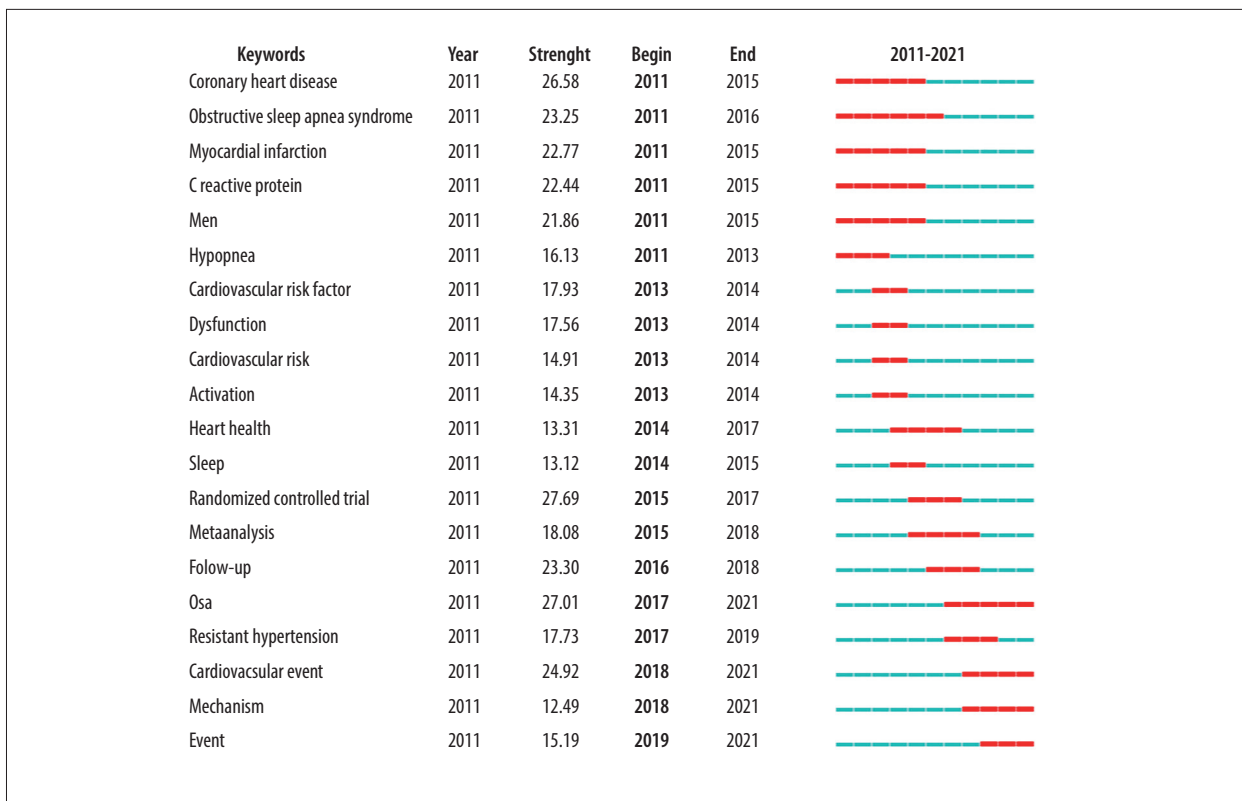 Keywords Year Strenght Begin End 2011-2021
Coronary heart disease 2011 26.58 2011 2015
Obstructive sleep apnea syndrome 2011 23.25 2011 2016
Myocardial infarction 2011 22.77 2011 2015
C reactive protein 2011 22.44 2011 2015
Men 2011 21.86 2011 2015
Hypopnea 2011 16.13 2011 2013
Cardiovascular risk factor 2011 17.93 2013 2014
Dysfunction 2011 17.56 2013 2014
Cardiovascular risk 2011 14.91 2013 2014
Activation 2011 14.35 2013 2014
Heart health 2011 13.31 2014 2017
Sleep 2011 13.12 2014 2015
Randomized controlled trial 2011 27.69 2015 2017
Metaanalysis 2011 18.08 2015 2018
Folow-up 2011 23.30 2016 2018
Osa 2011 27.01 2017 2021
Resistant hypertension 2011 17.73 2017 2019
Cardiovacsular event 2011 24.92 2018 2021
Mechanism 2011 12.49 2018 2021
Event 2011 15.19 2019 2021